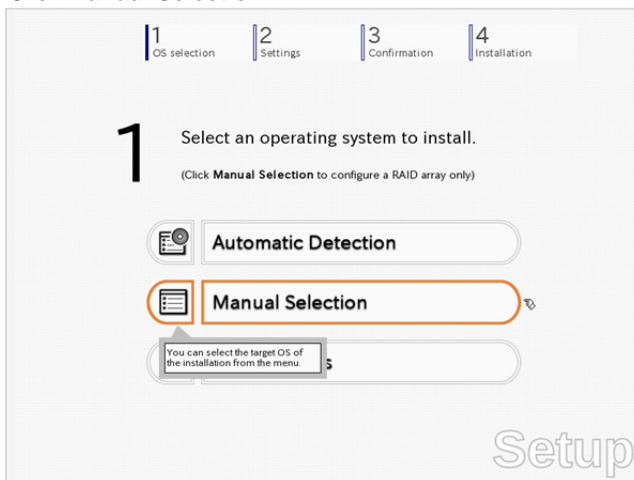 1
OS selection
2
Settings
3
Confirmation
4
Installation
1
Select an operating system to install.
(Click Manual Selection to configure a RAID array only)
Automatic Detection
Manual Selection
You can select the target OS of
the installation from the menu.
Setup